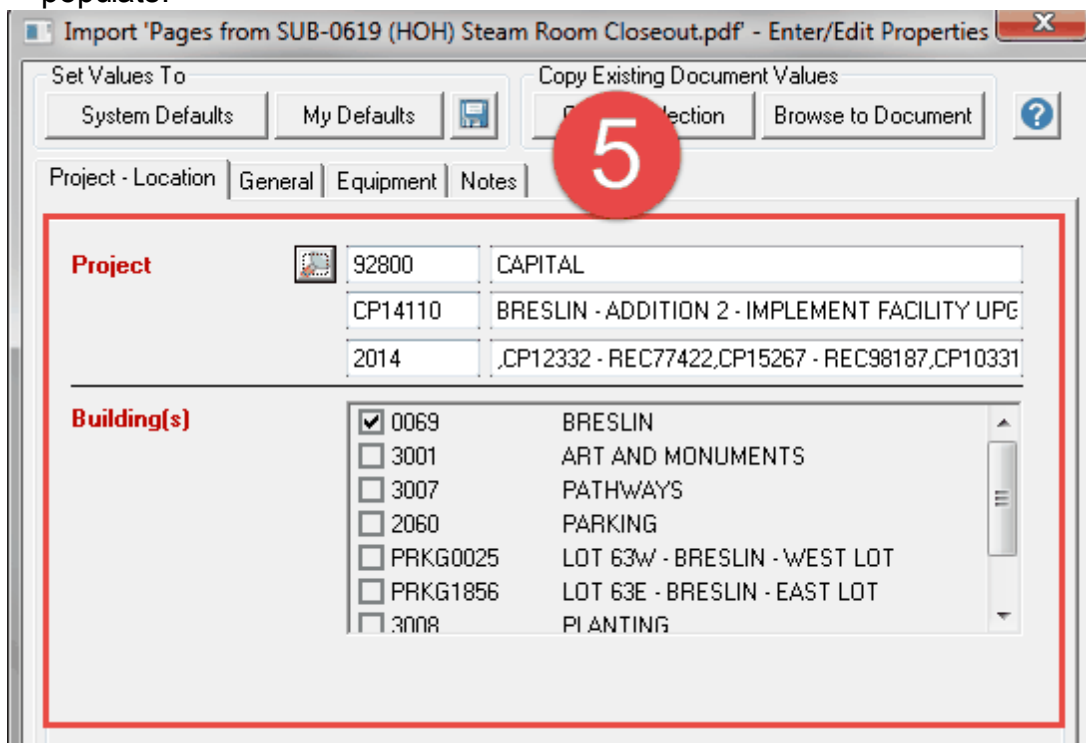 populate.
Import 'Pages from SUB-0619 (HOH) Steam Room Closeout.pdf' - Enter/Edit Properties
Set Values To Copy Existing Document Values
System Defaults My Defaults Browse to Document
5
Project - Location General Equipment Notes
Project 92800 CAPITAL
CP14110 BRESLIN - ADDITION 2 - IMPLEMENT FACILITY UPG
2014 ,CP12332 - REC77422,CP15267 - REC98187,CP10331
Building(s) 0069 BRESLIN
3001 ART AND MONUMENTS
3007 PATHWAYS
2060 PARKING
PRKG0025 LOT 63W - BRESLIN - WEST LOT
PRKG1856 LOT 63E - BRESLIN - EAST LOT
3008 PLANTING